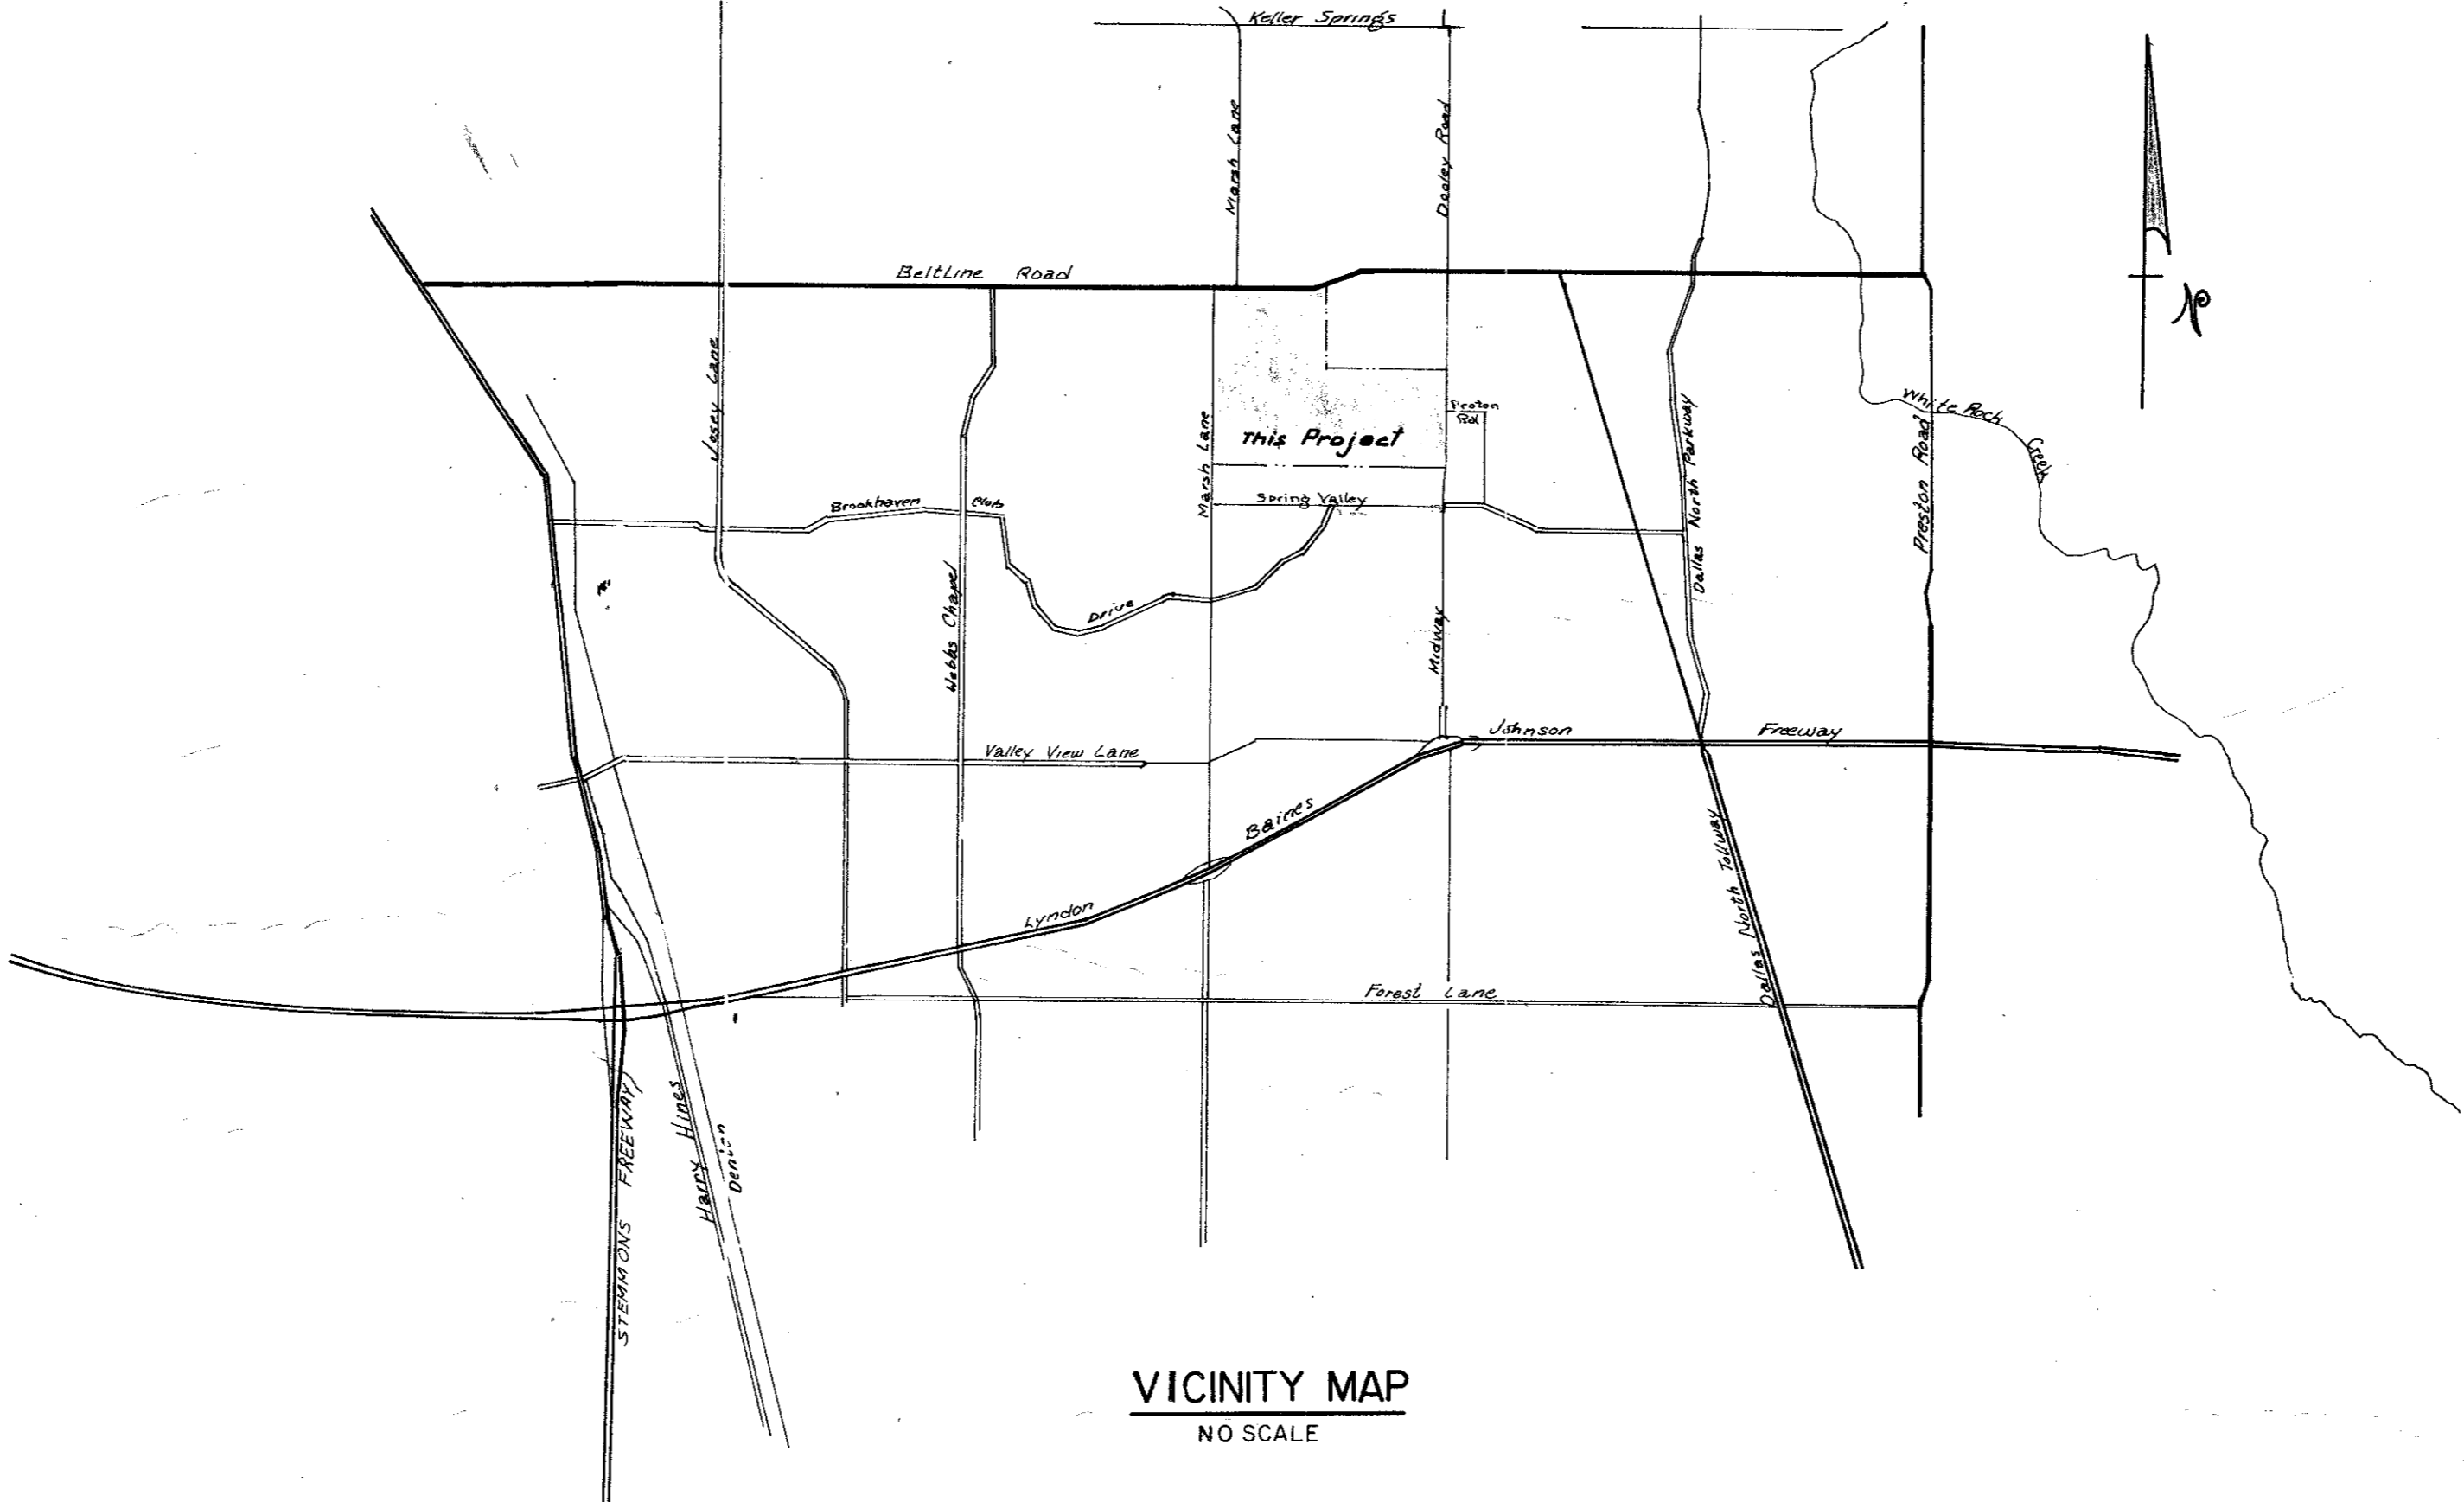 Keller Springs
Marsh Lane
Dooley Road
BeltLine Road
Josey Lane
Marsh Lane
This Project
Proton
Rd
Dallas North Parkway
White Rock
Creek
Preston Road
Brookhaven Club
Drive
Spring Valley
Webbs Chapel
Midway
Valley View Lane
Johnson Freeway
Baines
Lyndon
Dallas North Tollway
Forest Lane
STEMMONS FREEWAY
Harry Hines
N
VICINITY MAP
NO SCALE